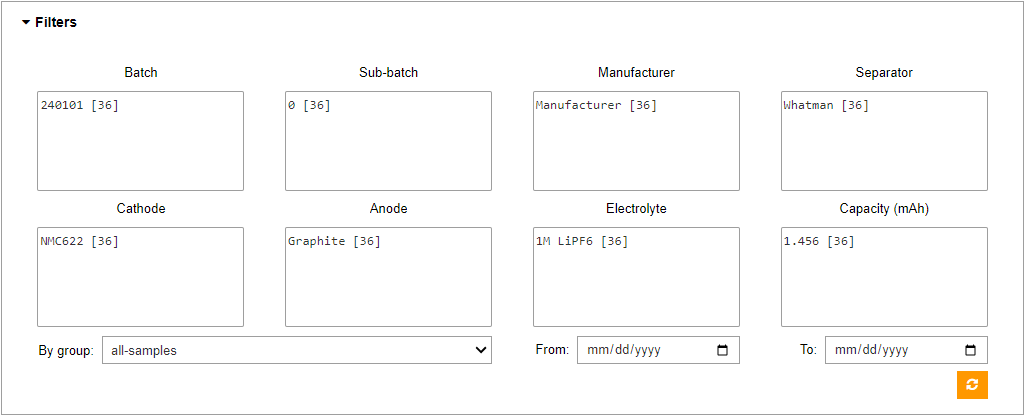 Filters
Batch Sub-batch Manufacturer Separator
240101 [36] 0 [36] Manufacturer [36] Whatman [36]
Cathode Anode Electrolyte Capacity (mAh)
NMC622 [36] Graphite [36] 1M LiPF6 [36] 1.456 [36]
By group: all-samples From: mm/dd/yyyy To: mm/dd/yyyy